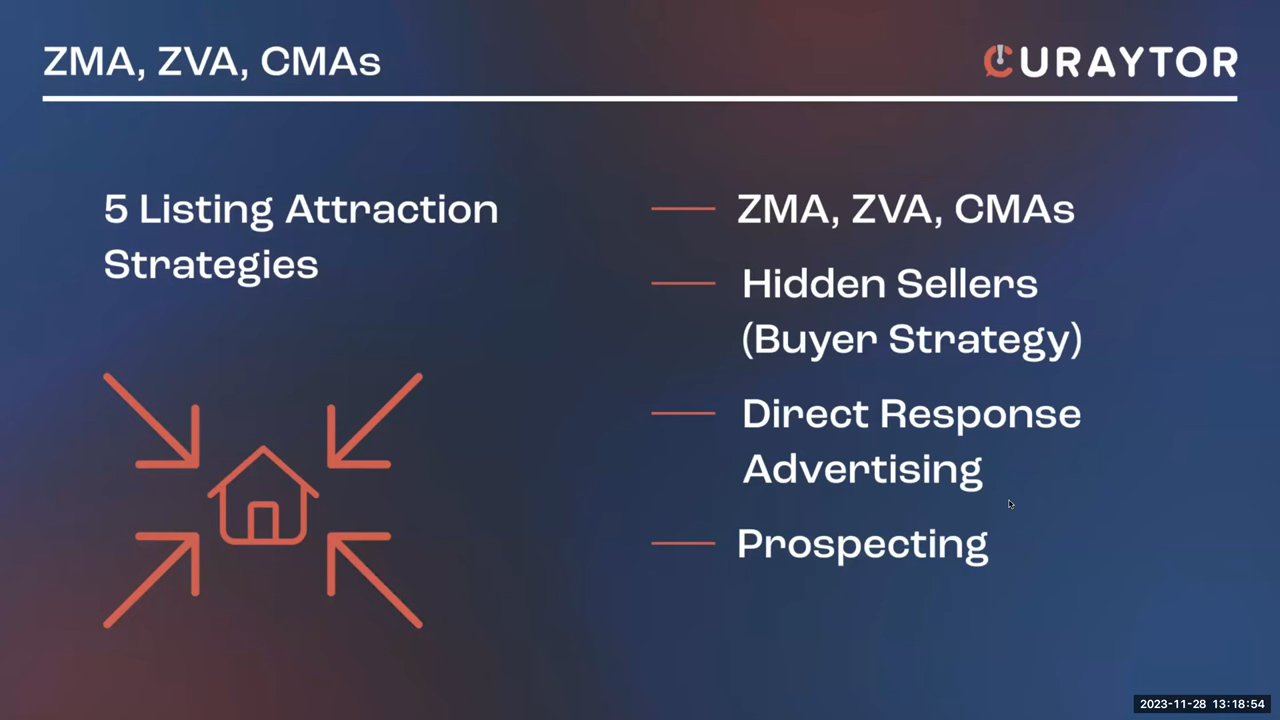 ZMA, ZVA, CMAs
CURAYTOR
5 Listing Attraction
Strategies
ZMA, ZVA, CMAs
Hidden Sellers
(Buyer Strategy)
Direct Response
Advertising
Prospecting
2023-11-28 13:18:54